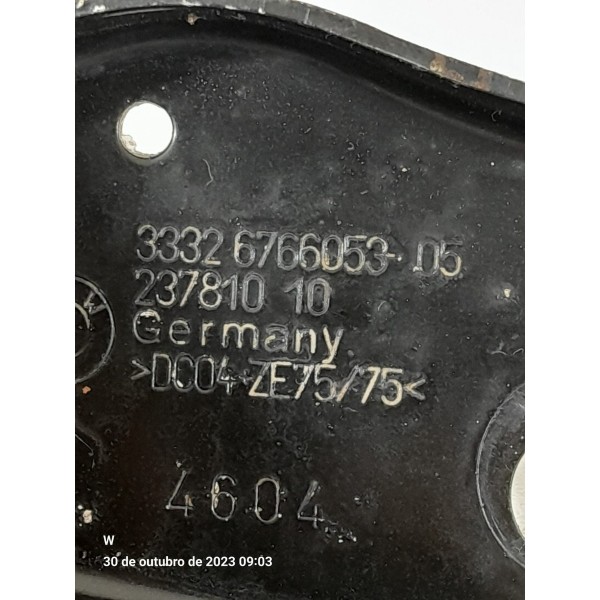 3332 6766053-05
237810 10
Germany
>DC04+ZE75/75<
W
4604
W
30 de outubro de 2023 09:03